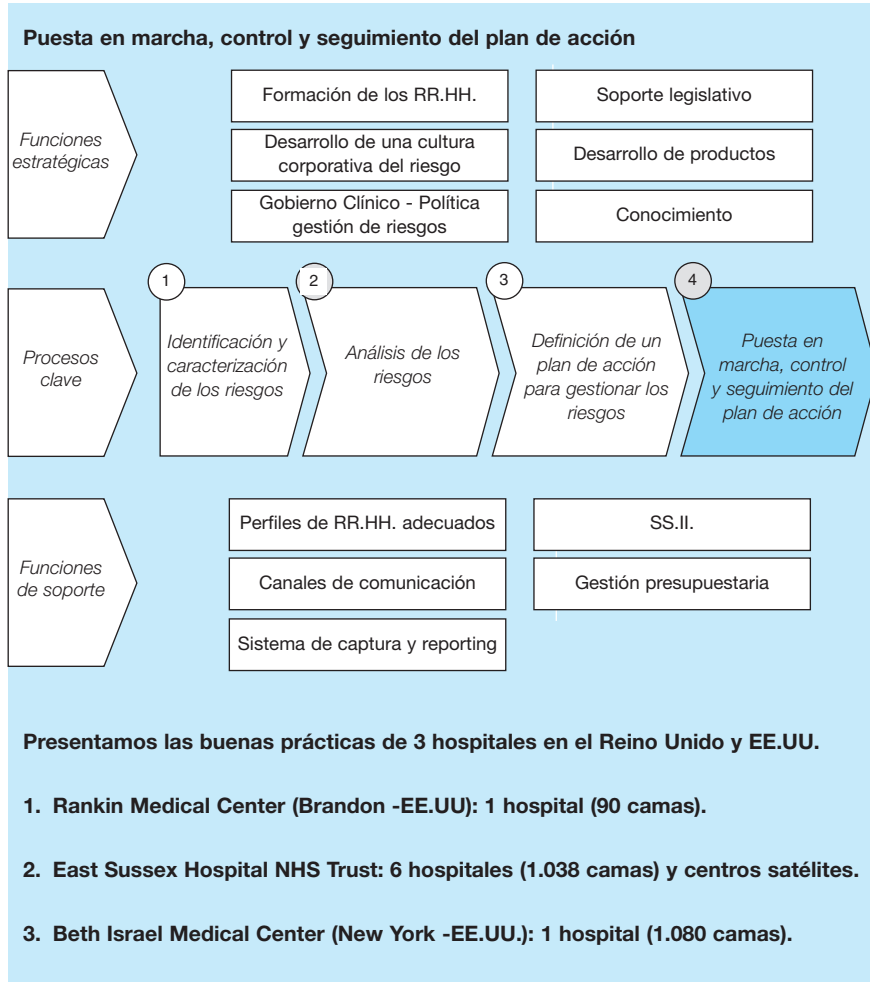 Puesta en marcha, control y seguimiento del plan de acción
Funciones
estratégicas
Formación de los RR.HH.
Soporte legislativo
Desarrollo de una cultura
corporativa del riesgo
Desarrollo de productos
Gobierno Clínico - Política
gestión de riesgos
Conocimiento
Procesos
clave
1
Identificación y
caracterización
de los riesgos
2
Análisis de los
riesgos
3
Definición de un
plan de acción
para gestionar los
riesgos
4
Puesta en
marcha, control
y seguimiento del
plan de acción
Funciones
de soporte
Perfiles de RR.HH. adecuados
SS.II.
Canales de comunicación
Gestión presupuestaria
Sistema de captura y reporting
Presentamos las buenas prácticas de 3 hospitales en el Reino Unido y EE.UU.
1. Rankin Medical Center (Brandon -EE.UU): 1 hospital (90 camas).
2. East Sussex Hospital NHS Trust: 6 hospitales (1.038 camas) y centros satélites.
3. Beth Israel Medical Center (New York -EE.UU.): 1 hospital (1.080 camas).